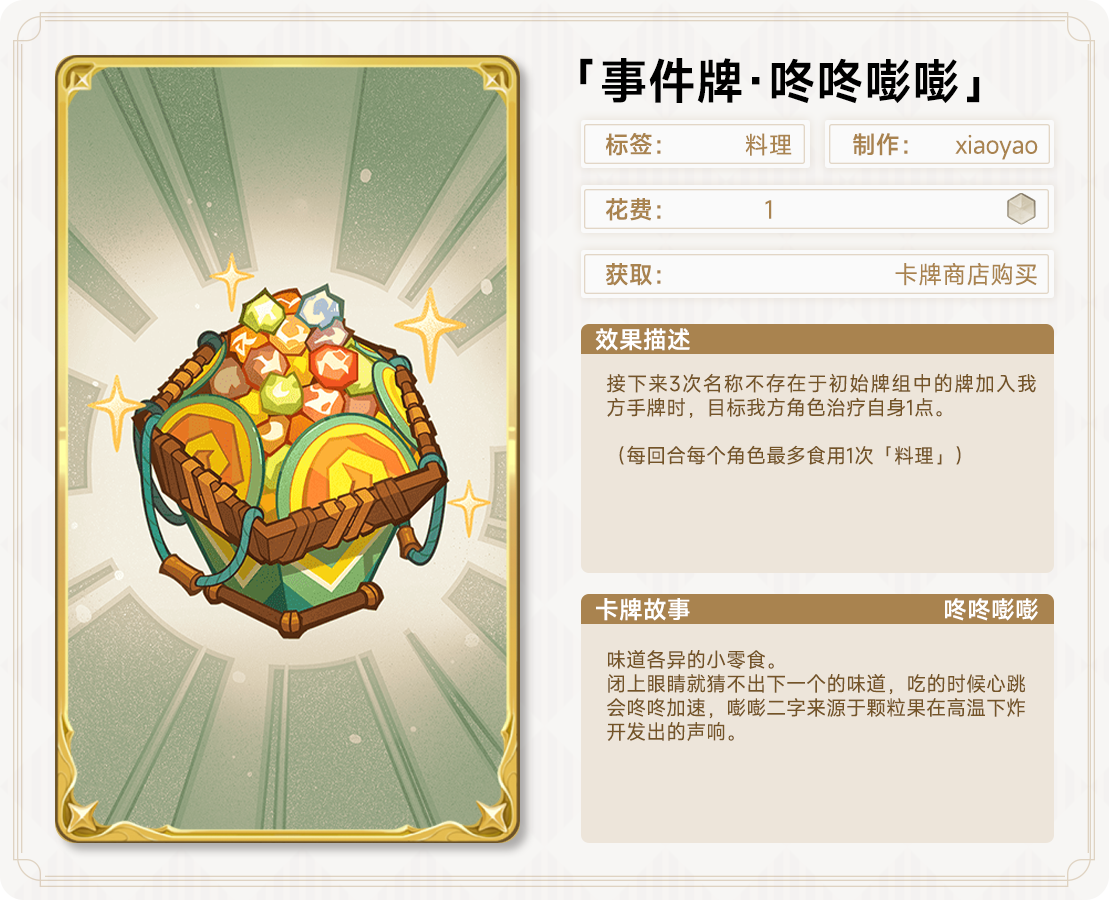 「事件牌·咚咚嘭嘭」
标签： 料理 制作： xiaoyao
花费： 1
获取： 卡牌商店购买
效果描述
接下来3次名称不存在于初始牌组中的牌加入我
方手牌时，目标我方角色治疗自身1点。
（每回合每个角色最多食用1次「料理」）
卡牌故事 咚咚嘭嘭
味道各异的小零食。
闭上眼睛就猜不出下一个的味道，吃的时候心跳
会咚咚加速，嘭嘭二字来源于颗粒果在高温下炸
开发出的声响。